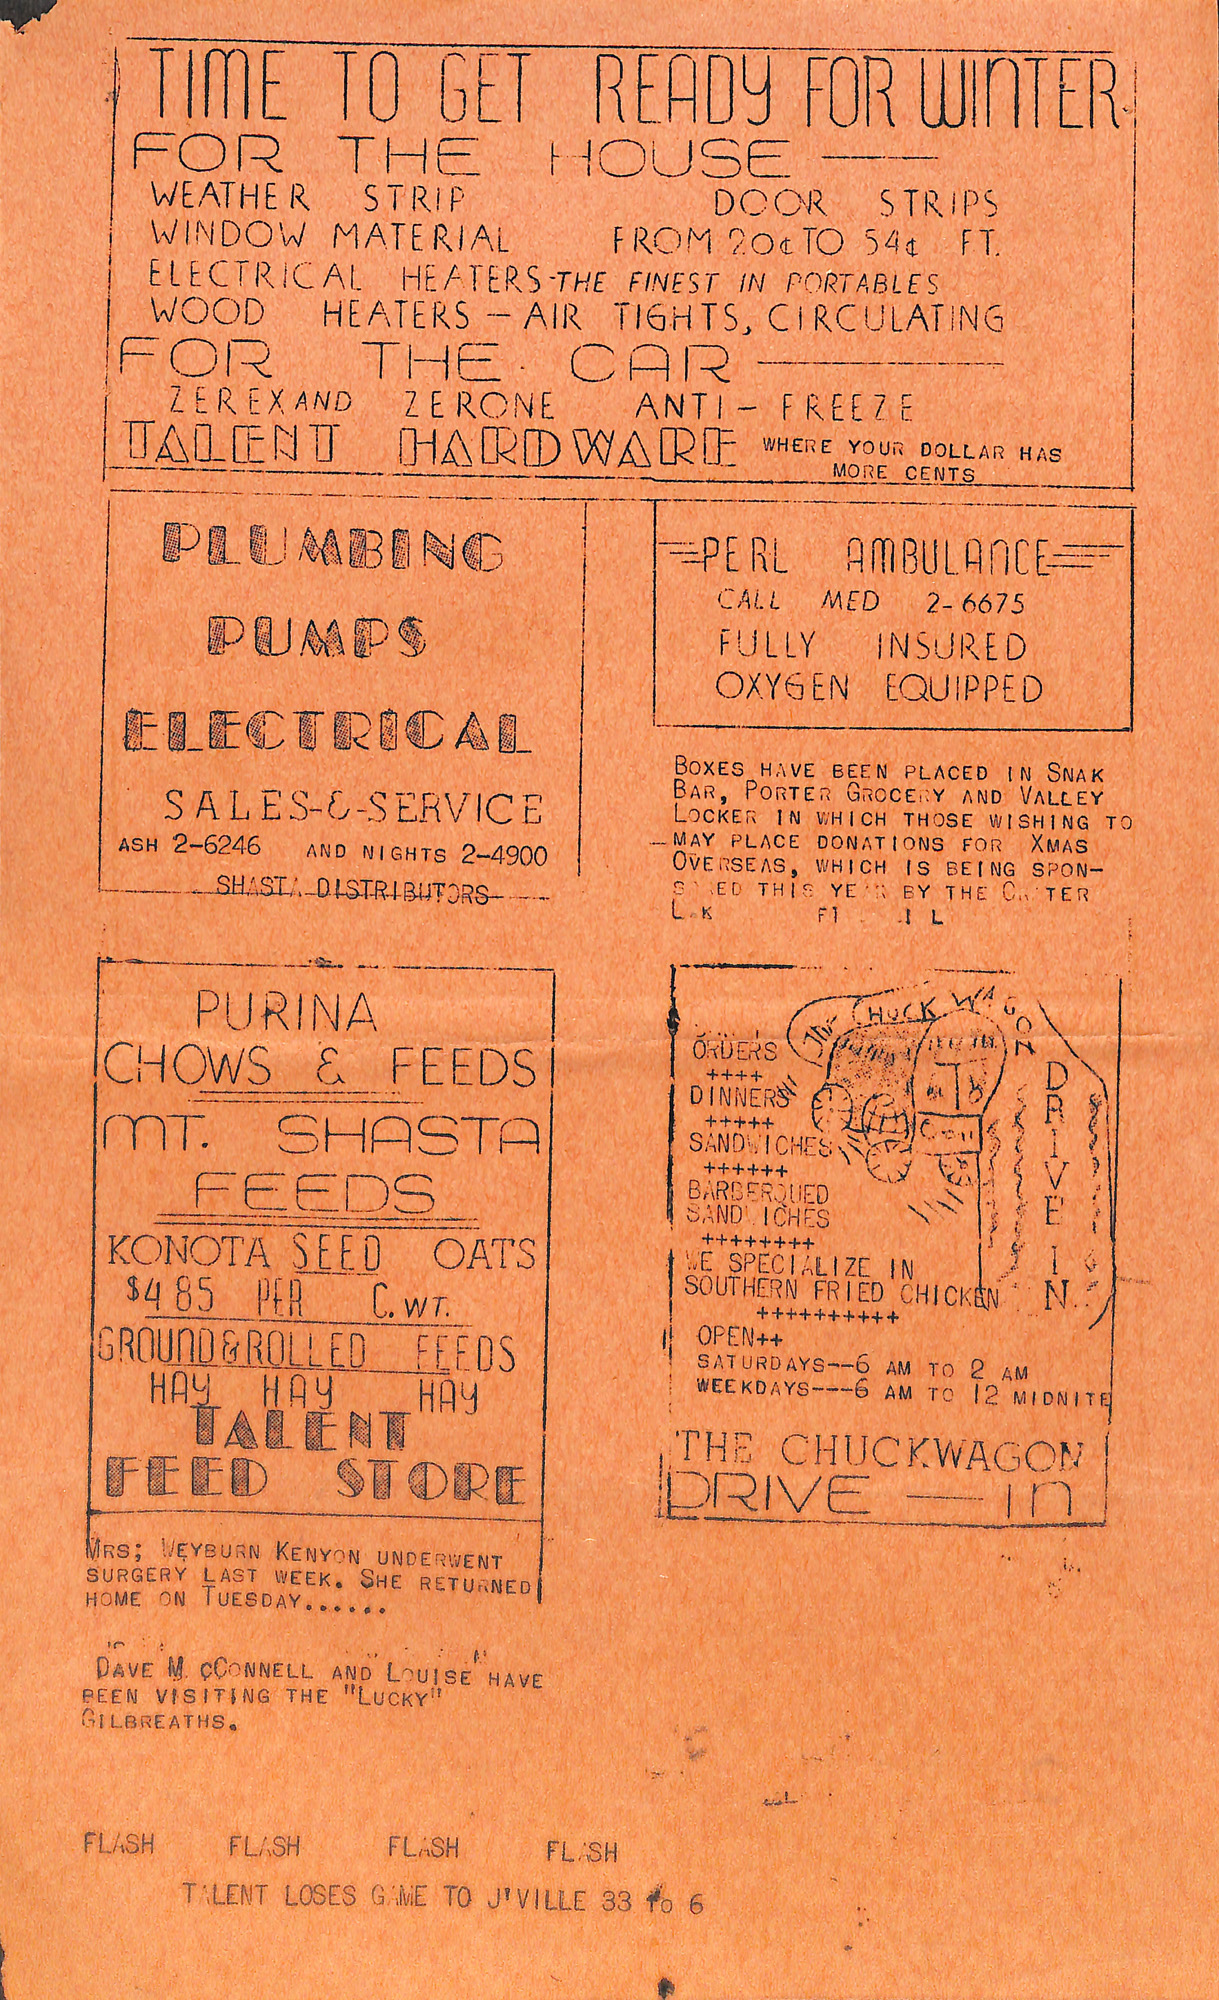 TIME TO GET READY FOR WINTER
FOR THE HOUSE —
WEATHER STRIP DOOR STRIPS
WINDOW MATERIAL FROM 20¢ TO 54¢ FT.
ELECTRICAL HEATERS-THE FINEST IN PORTABLES
WOOD HEATERS – AIR TIGHTS, CIRCULATING
FOR THE CAR —
ZEREX AND ZERONE ANTI – FREEZE
TALENT HARDWARE WHERE YOUR DOLLAR HAS
MORE CENTS
PLUMBING
PUMPS
ELECTRICAL
SALES-&-SERVICE
ASH 2-6246 AND NIGHTS 2-4900
SHASTA DISTRIBUTORS
PERL AMBULANCE
CALL MED 2-6675
FULLY INSURED
OXYGEN EQUIPPED
BOXES HAVE BEEN PLACED IN SNAK
BAR, PORTER GROCERY AND VALLEY
LOCKER IN WHICH THOSE WISHING TO
MAY PLACE DONATIONS FOR XMAS
OVERSEAS, WHICH IS BEING SPON-
SORED THIS YEAR BY THE CRATER
PURINA
CHOWS & FEEDS
MT. SHASTA
FEEDS
KONOTA SEED OATS
$4 85 PER C. WT.
GROUND & ROLLED FEEDS
HAY HAY HAY
TALENT
FEED STORE
THE CHUCK WAGON
DRIVE IN
ORDERS
++++
DINNERS
+++++
SANDWICHES
++++++
BARBERQUED
SANDWICHES
++++++++
WE SPECIALIZE IN
SOUTHERN FRIED CHICKEN
++++++++++
OPEN++
SATURDAYS--6 AM TO 2 AM
WEEKDAYS---6 AM TO 12 MIDNITE
THE CHUCKWAGON
DRIVE — IN
MRS; WEYBURN KENYON UNDERWENT
SURGERY LAST WEEK. SHE RETURNED
HOME ON TUESDAY......
DAVE McCONNELL AND LOUISE HAVE
BEEN VISITING THE "LUCKY"
GILBREATHS.
FLASH FLASH FLASH FLASH
TALENT LOSES GAME TO J'VILLE 33 to 6